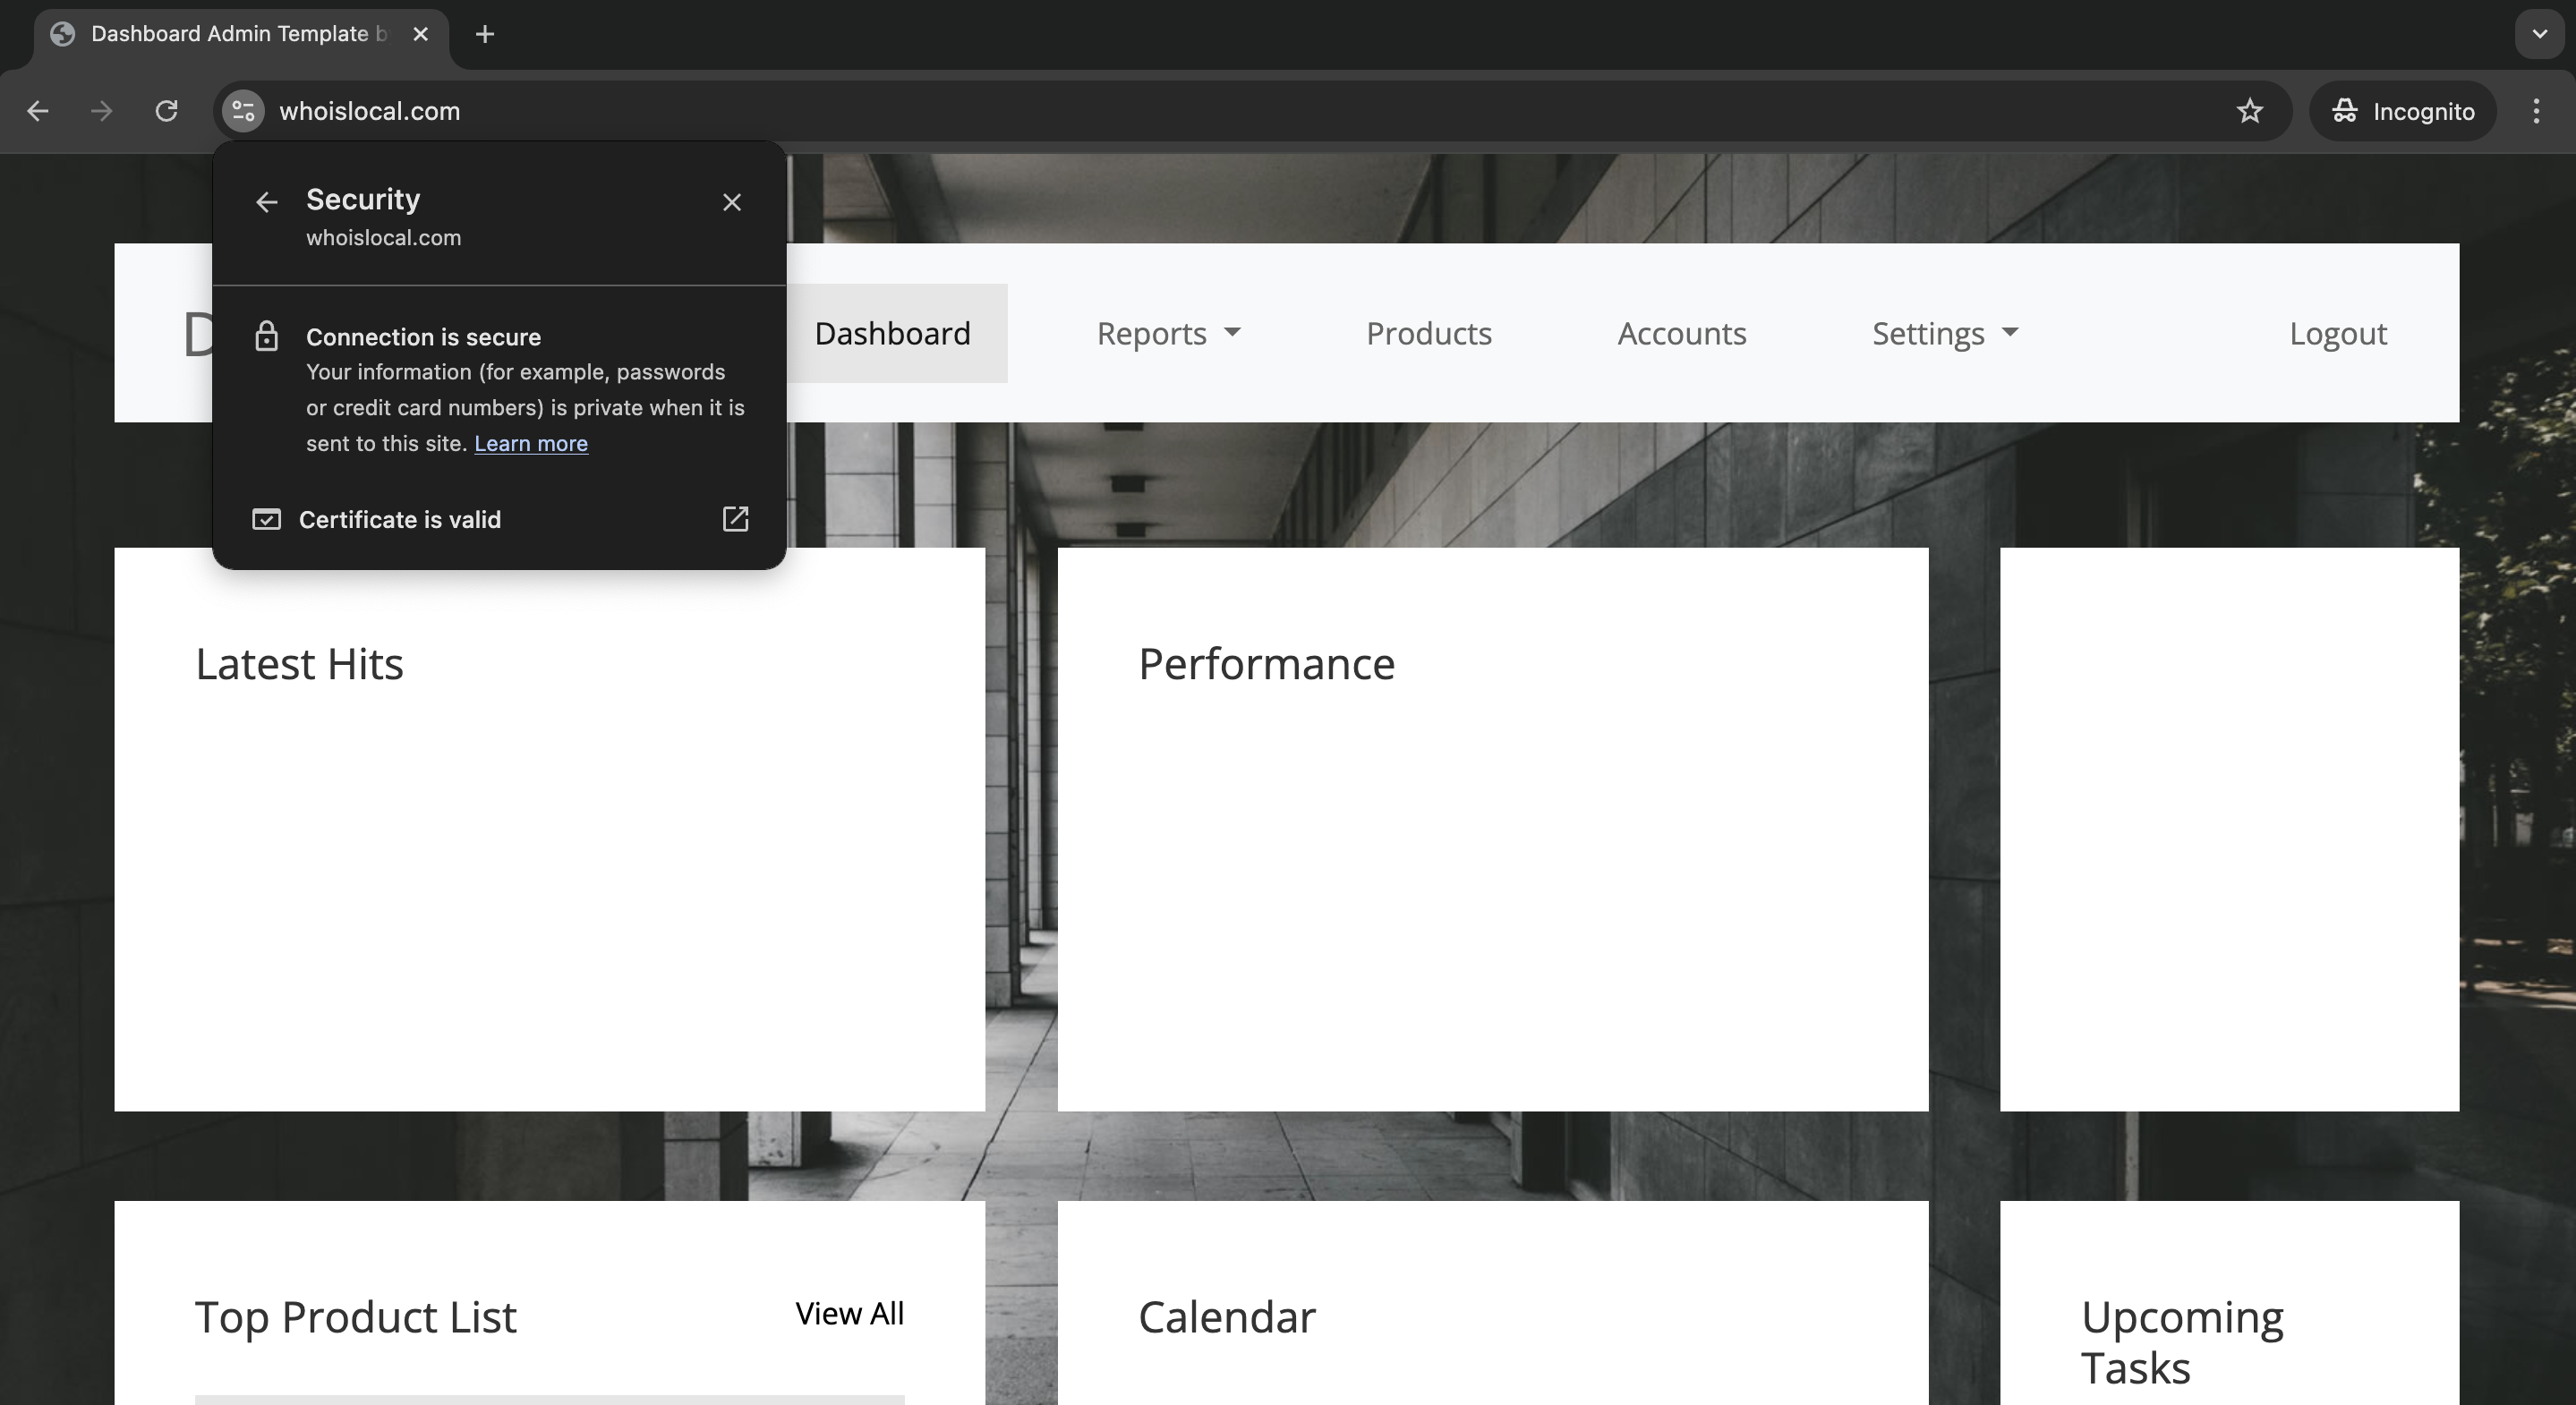 Dashboard Admin Template b
whoislocal.com
Incognito
Security
whoislocal.com
Connection is secure
Your information (for example, passwords
or credit card numbers) is private when it is
sent to this site. Learn more
Certificate is valid
D
Dashboard
Reports
Products
Accounts
Settings
Logout
Latest Hits
Performance
Top Product List
View All
Calendar
Upcoming
Tasks